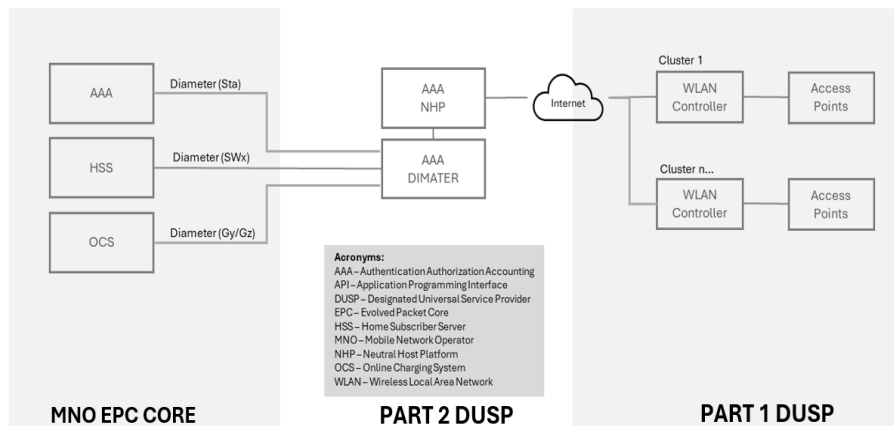 AAA
Diameter (Sta)
HSS
Diameter (SWx)
OCS
Diameter (Gy/Gz)
MNO EPC CORE
AAA
NHP
AAA
DIMATER
Internet
Acronyms:
AAA – Authentication Authorization Accounting
API – Application Programming Interface
DUSP – Designated Universal Service Provider
EPC – Evolved Packet Core
HSS – Home Subscriber Server
MNO – Mobile Network Operator
NHP – Neutral Host Platform
OCS – Online Charging System
WLAN – Wireless Local Area Network
PART 2 DUSP
Cluster 1
WLAN
Controller
Access
Points
Cluster n...
WLAN
Controller
Access
Points
PART 1 DUSP